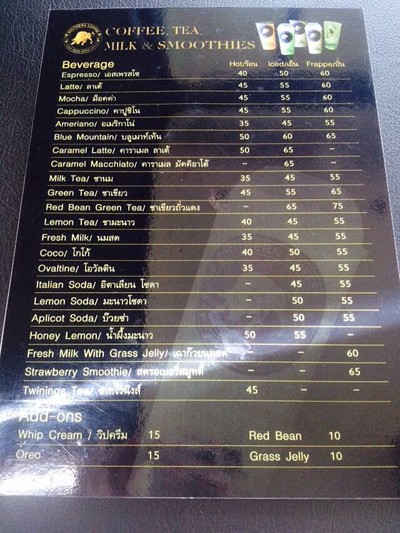 COFFEE, TEA,
MILK & SMOOTHIES
Beverage Hot/ร้อน Iced/เย็น Frappe/ปั่น
Espresso/ เอสเพรสโซ 40 50 60
Latte/ ลาเต้ 45 55 60
Mocha/ ม็อคค่า 45 55 60
Cappucino/ คาปูชิโน 45 55 60
Ameriano/ อเมริกาโน่ 35 45 55
Blue Mountain/ บลูเมาท์เท้น 50 60 65
Caramel Latte/ คาราเมล ลาเต้ 50 65 –
Caramel Macchiato/ คาราเมล มัคคิอาโต้ – 65 –
Milk Tea/ ชานม 35 45 55
Green Tea/ ชาเขียว 45 55 65
Red Bean Green Tea/ ชาเขียวถั่วแดง – 65 75
Lemon Tea/ ชามะนาว 40 45 55
Fresh Milk/ นมสด 35 45 55
Coco/ โกโก้ 40 50 55
Ovaltine/ โอวัลติน 35 45 55
Italian Soda/ อิตาเลียน โซดา – 45 55
Lemon Soda/ มะนาวโซดา – 50 55
Aplicot Soda/ บ๊วยซ่า – 50 55
Honey Lemon/ น้ำผึ้งมะนาว 50 55 –
Fresh Milk With Grass Jelly/ เฉาก๊วยนมสด – – 60
Strawberry Smoothie/ สตรอเบอร์รี่สมูทตี้ – – 65
Twinings Tea/ 45 – –
Add-ons
Whip Cream / วิปครีม 15 Red Bean 10
Oreo 15 Grass Jelly 10